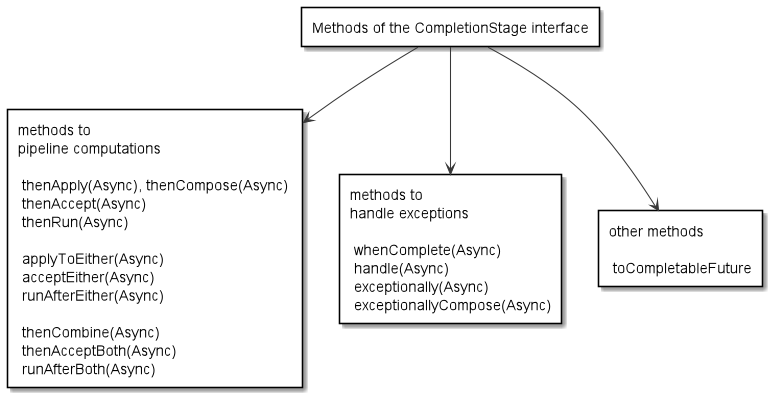 Methods of the CompletionStage interface
methods to
pipeline computations
thenApply(Async), thenCompose(Async)
thenAccept(Async)
thenRun(Async)
applyToEither(Async)
acceptEither(Async)
runAfterEither(Async)
thenCombine(Async)
thenAcceptBoth(Async)
runAfterBoth(Async)
methods to
handle exceptions
whenComplete(Async)
handle(Async)
exceptionally(Async)
exceptionallyCompose(Async)
other methods
toCompletableFuture